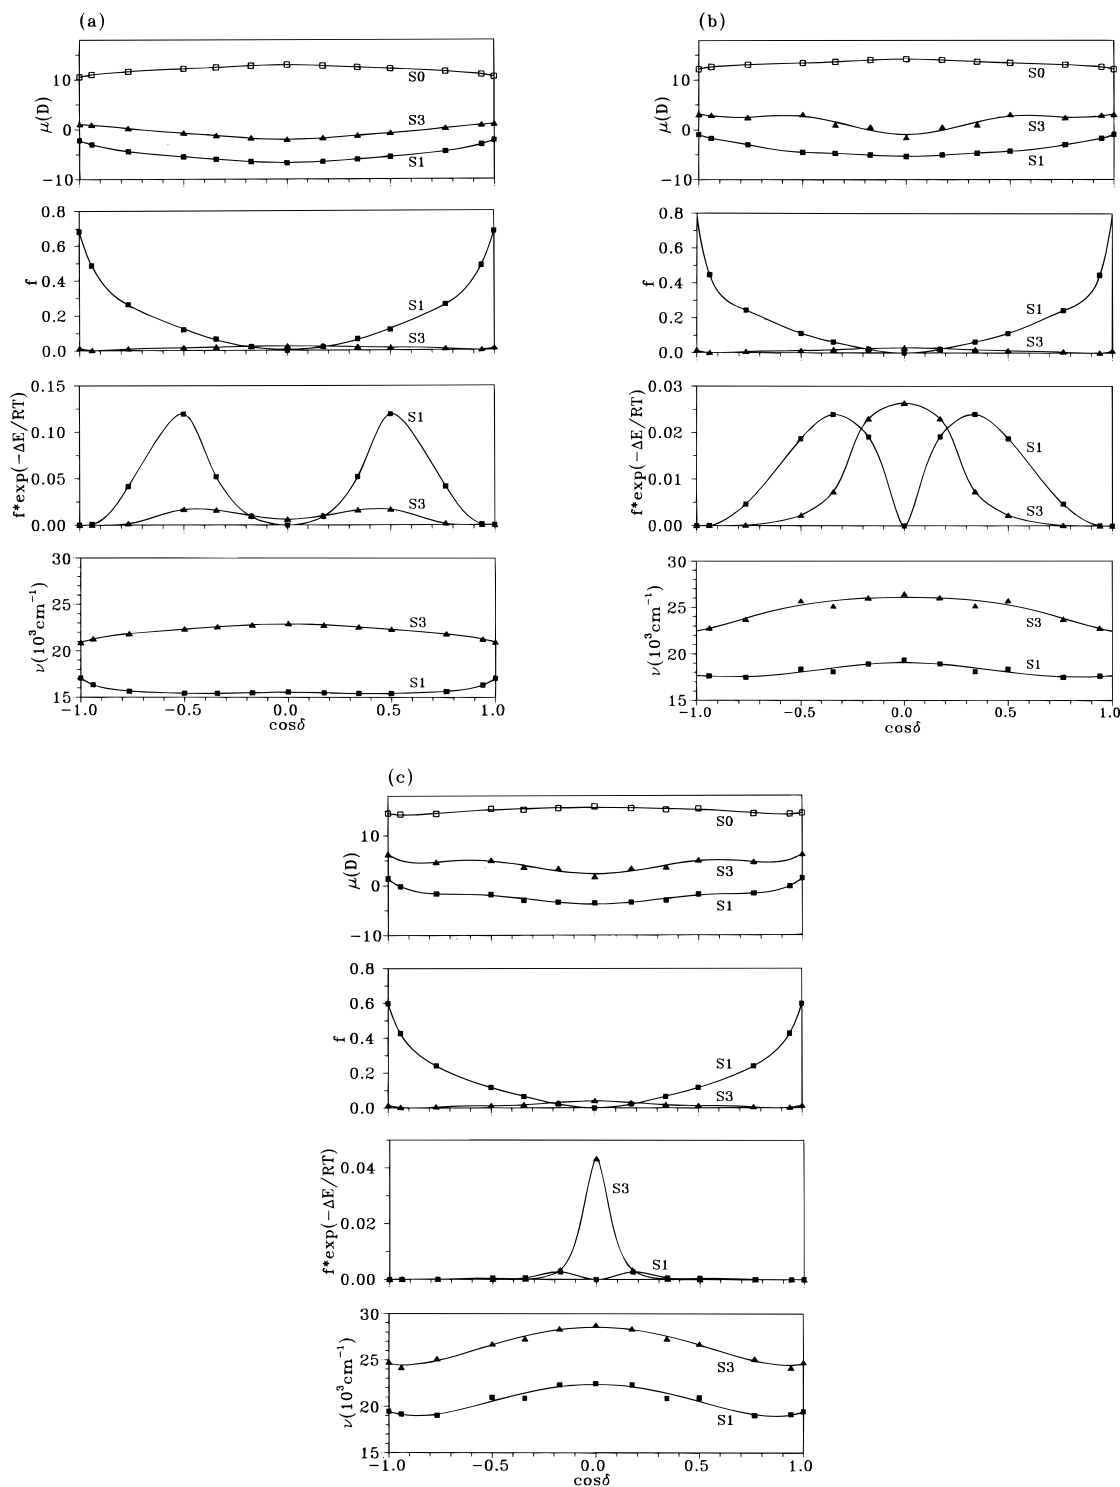 (a)
μ(D)
10
0
−10
S0
S3
S1
f
0.8
0.6
0.4
0.2
0.0
S1
S3
f*exp(−ΔE/RT)
0.15
0.10
0.05
0.00
S1
S3
ν(10³cm⁻¹)
30
25
20
15
S3
S1
−1.0 −0.5 0.0 0.5 1.0
cosδ
(b)
μ(D)
10
0
−10
S0
S3
S1
f
0.8
0.6
0.4
0.2
0.0
S1
S3
f*exp(−ΔE/RT)
0.03
0.02
0.01
0.00
S1
S3
ν(10³cm⁻¹)
30
25
20
15
S3
S1
−1.0 −0.5 0.0 0.5 1.0
cosδ
(c)
μ(D)
10
0
−10
S0
S3
S1
f
0.8
0.6
0.4
0.2
0.0
S1
S3
f*exp(−ΔE/RT)
0.04
0.02
0.00
S3
S1
ν(10³cm⁻¹)
30
25
20
15
S3
S1
−1.0 −0.5 0.0 0.5 1.0
cosδ